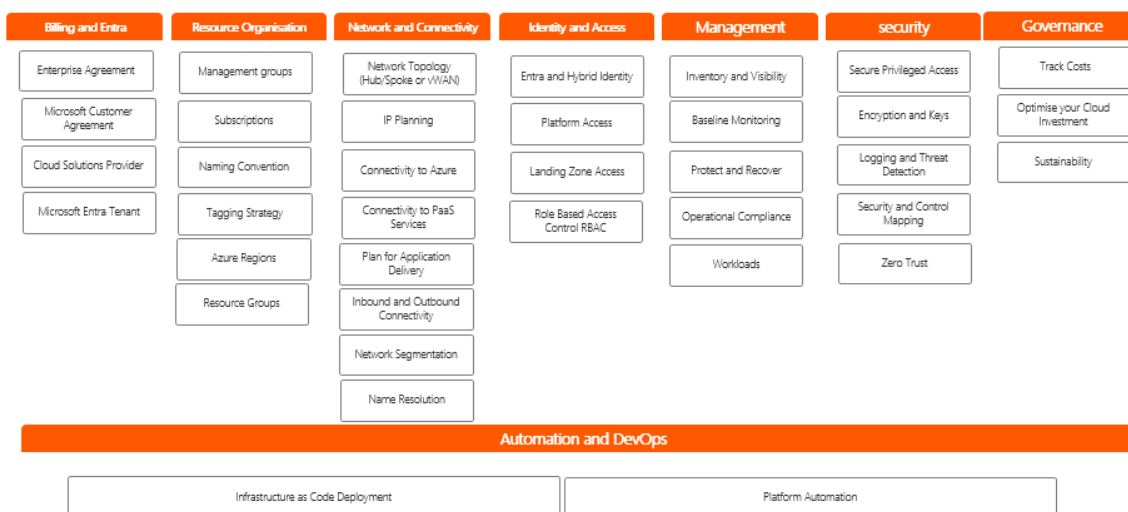 Billing and Entra
Enterprise Agreement
Microsoft Customer
Agreement
Cloud Solutions Provider
Microsoft Entra Tenant
Resource Organisation
Management groups
Subscriptions
Naming Convention
Tagging Strategy
Azure Regions
Resource Groups
Network and Connectivity
Network Topology
(Hub/Spoke or vWAN)
IP Planning
Connectivity to Azure
Connectivity to PaaS
Services
Plan for Application
Delivery
Inbound and Outbound
Connectivity
Network Segmentation
Name Resolution
Identity and Access
Entra and Hybrid Identity
Platform Access
Landing Zone Access
Role Based Access
Control RBAC
Management
Inventory and Visibility
Baseline Monitoring
Protect and Recover
Operational Compliance
Workloads
security
Secure Privileged Access
Encryption and Keys
Logging and Threat
Detection
Security and Control
Mapping
Zero Trust
Governance
Track Costs
Optimise your Cloud
Investment
Sustainability
Automation and DevOps
Infrastructure as Code Deployment
Platform Automation